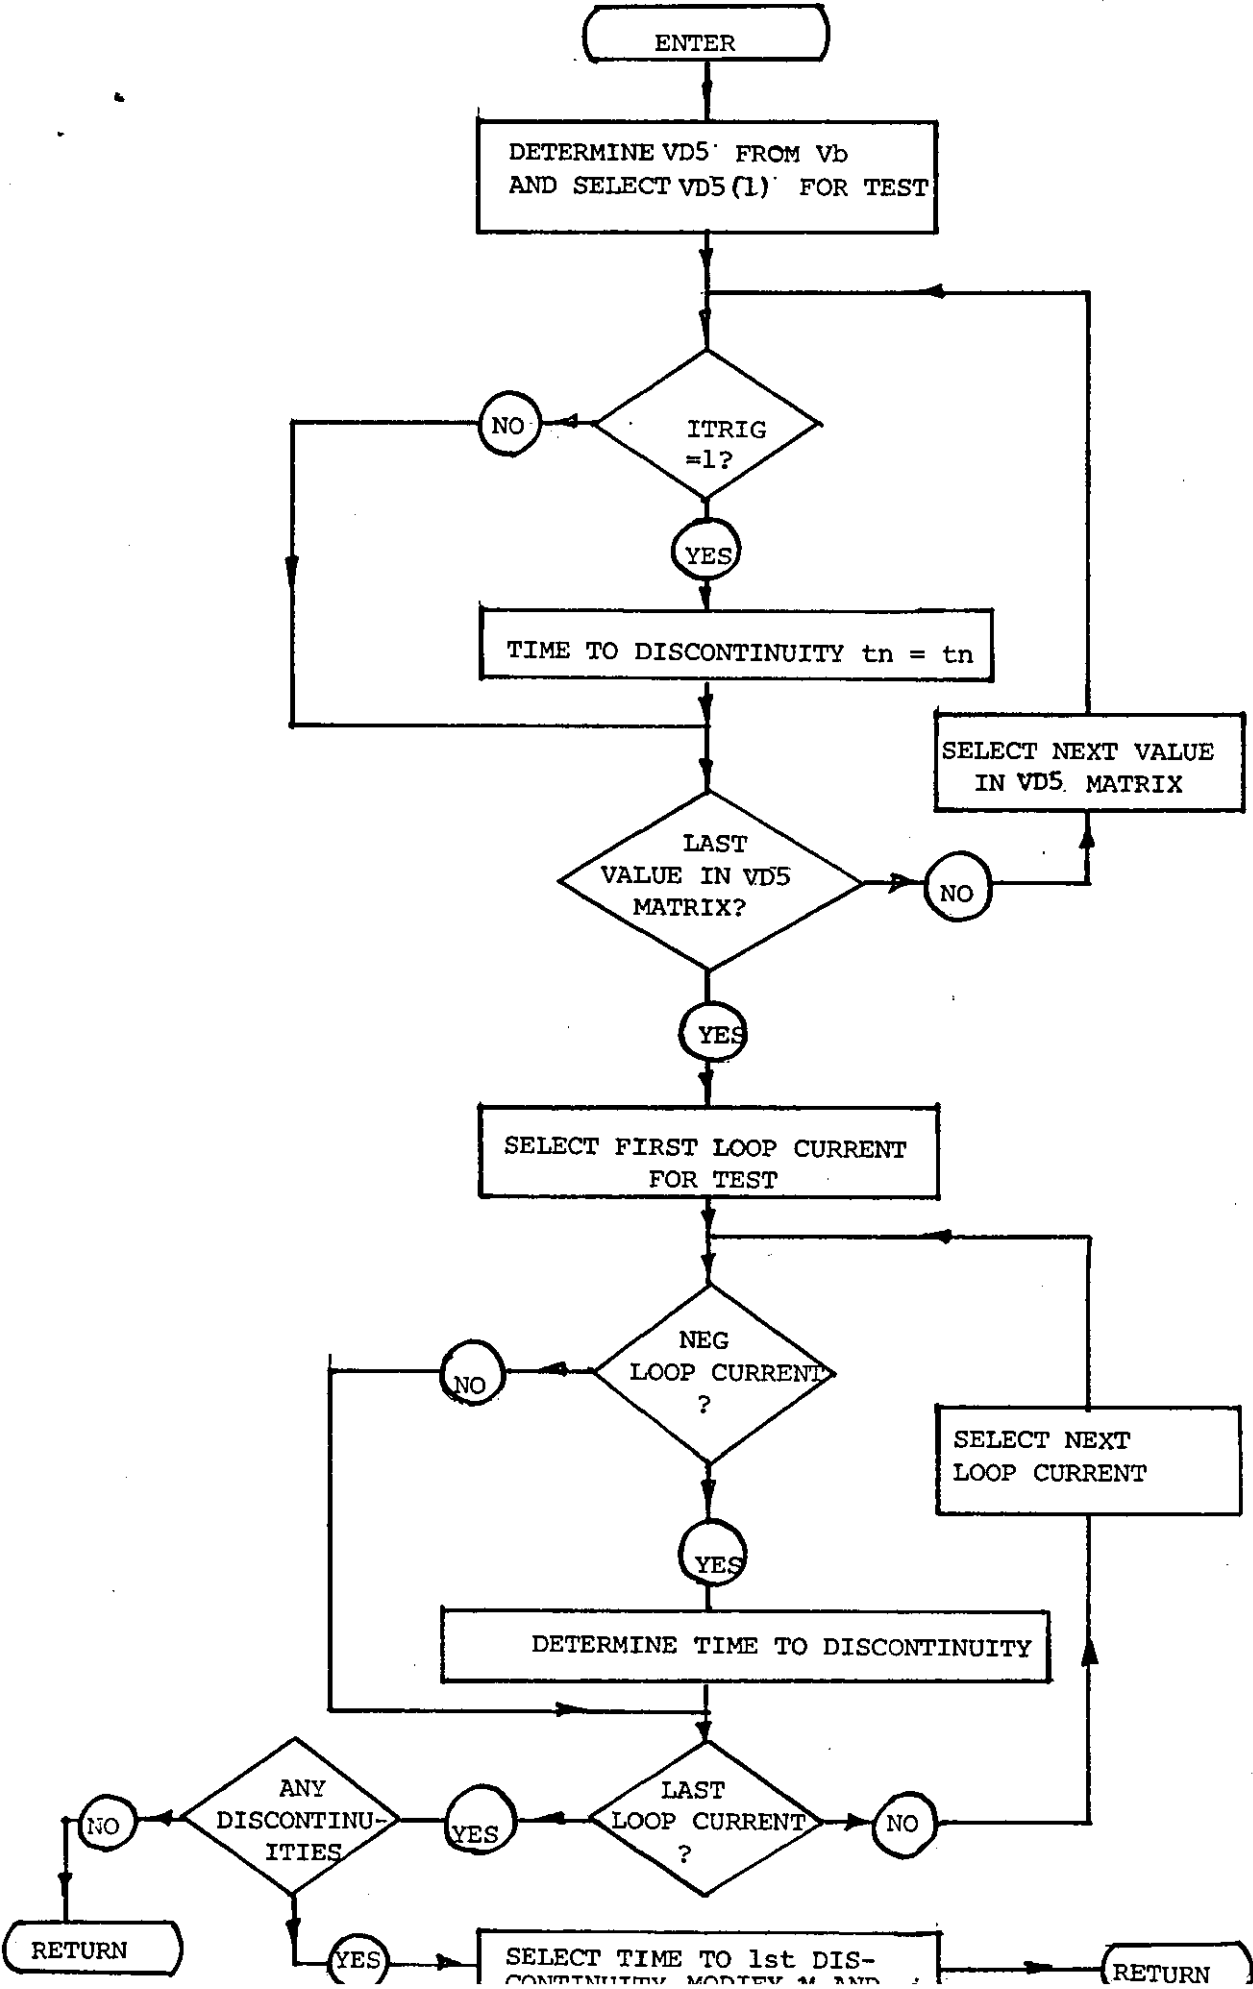 ENTER
DETERMINE VD5 FROM Vb
AND SELECT VD5(1) FOR TEST
ITRIG
=1?
NO
YES
TIME TO DISCONTINUITY tn = tn
SELECT NEXT VALUE
IN VD5 MATRIX
LAST
VALUE IN VD5
MATRIX?
NO
YES
SELECT FIRST LOOP CURRENT
FOR TEST
NEG
LOOP CURRENT
?
NO
SELECT NEXT
LOOP CURRENT
YES
DETERMINE TIME TO DISCONTINUITY
LAST
LOOP CURRENT
?
NO
YES
ANY
DISCONTINU-
ITIES
NO
RETURN
YES
SELECT TIME TO 1st DIS-
CONTINUITY MODIFY M AND
RETURN